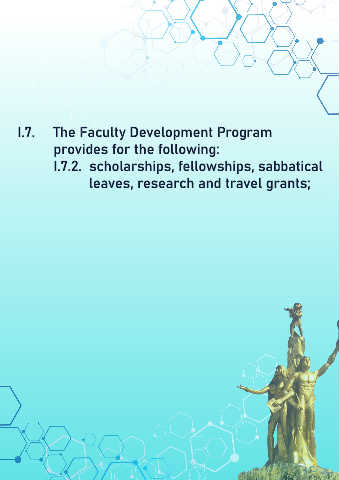 I.7. The Faculty Development Program
provides for the following:
I.7.2. scholarships, fellowships, sabbatical
leaves, research and travel grants;